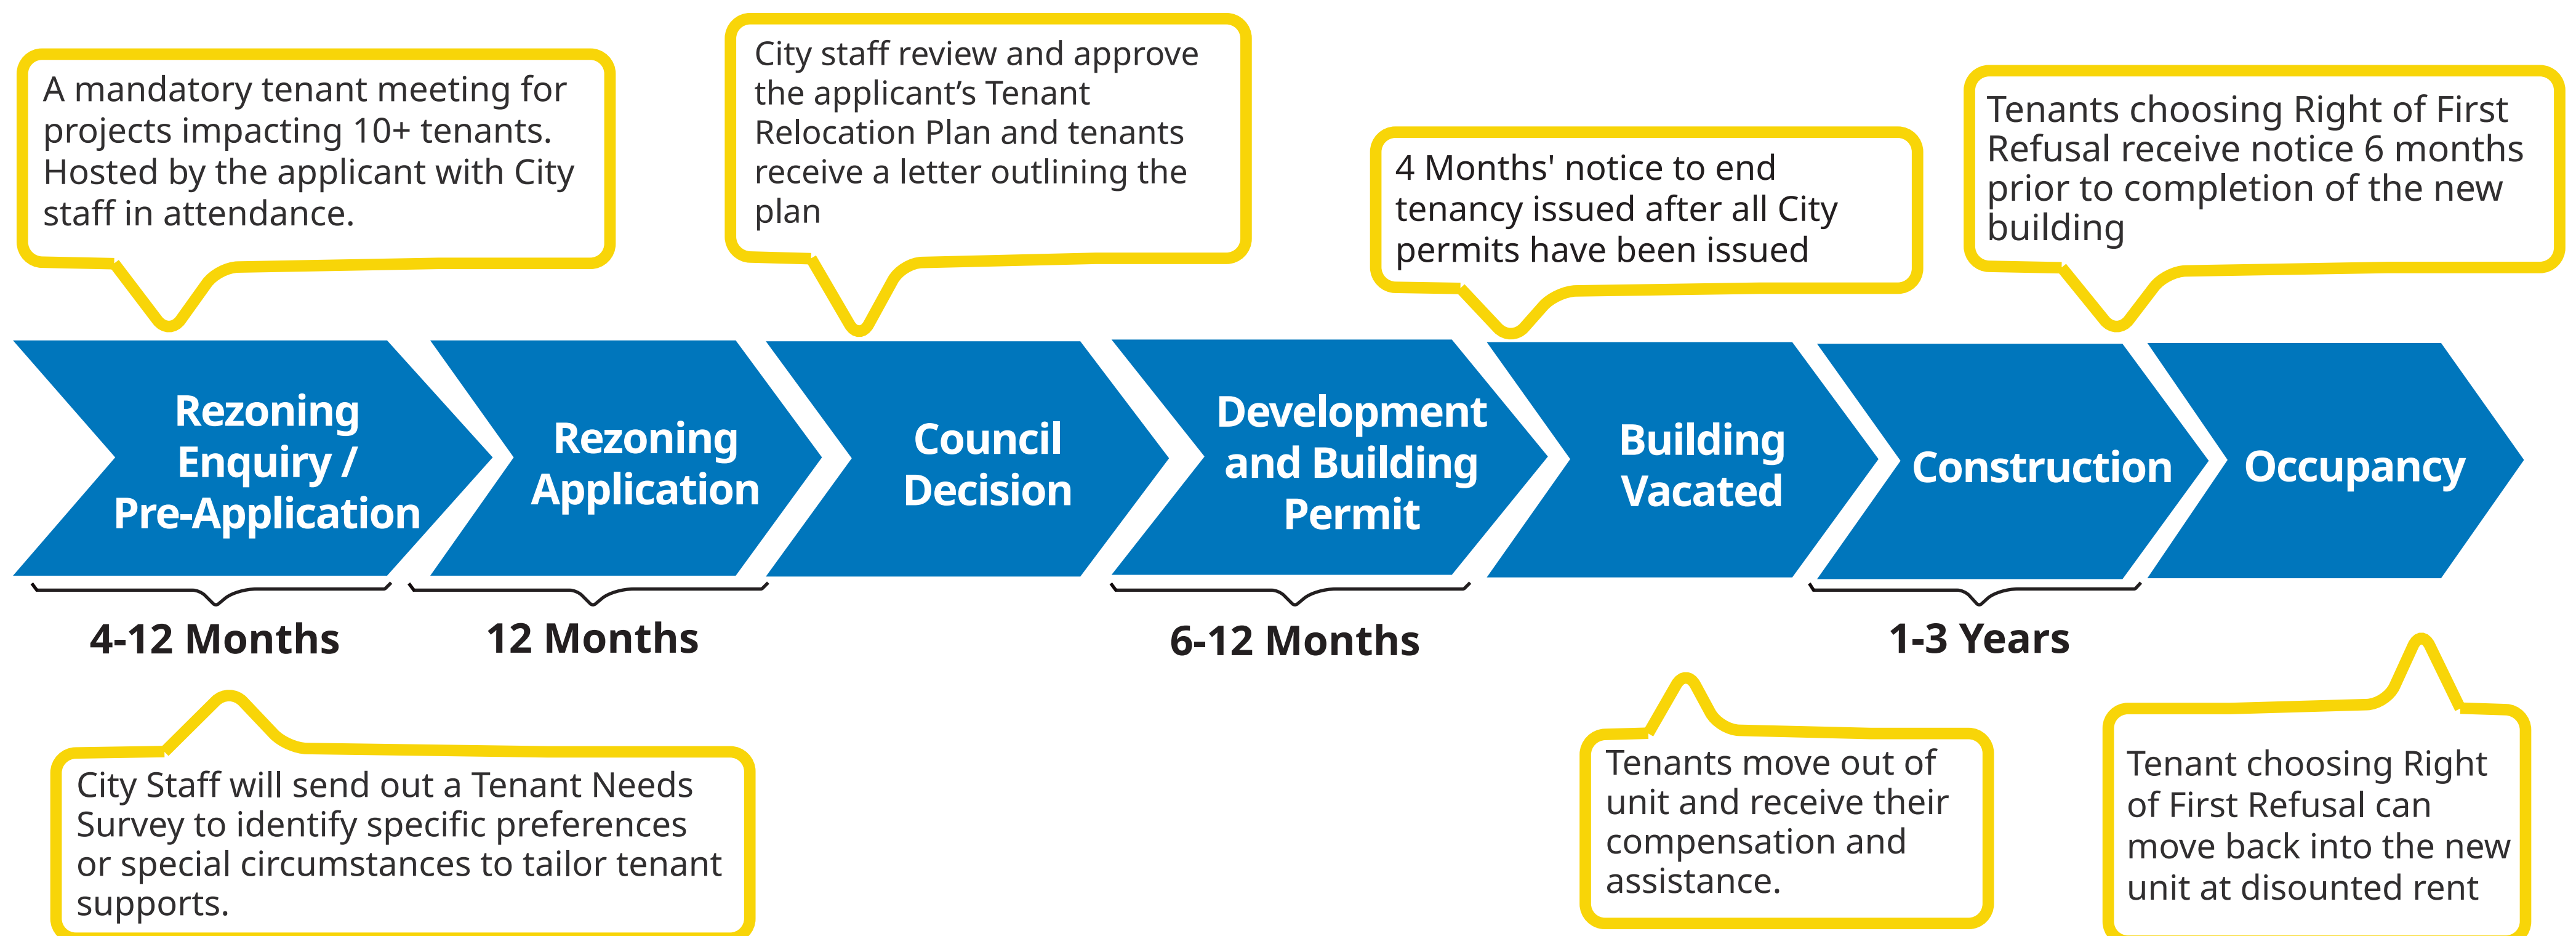 A mandatory tenant meeting for
projects impacting 10+ tenants.
Hosted by the applicant with City
staff in attendance.
City staff review and approve
the applicant’s Tenant
Relocation Plan and tenants
receive a letter outlining the
plan
4 Months' notice to end
tenancy issued after all City
permits have been issued
Tenants choosing Right of First
Refusal receive notice 6 months
prior to completion of the new
building
Rezoning
Enquiry /
Pre-Application
Rezoning
Application
Council
Decision
Development
and Building
Permit
Building
Vacated
Construction
Occupancy
4-12 Months
12 Months
6-12 Months
1-3 Years
City Staff will send out a Tenant Needs
Survey to identify specific preferences
or special circumstances to tailor tenant
supports.
Tenants move out of
unit and receive their
compensation and
assistance.
Tenant choosing Right
of First Refusal can
move back into the new
unit at disounted rent